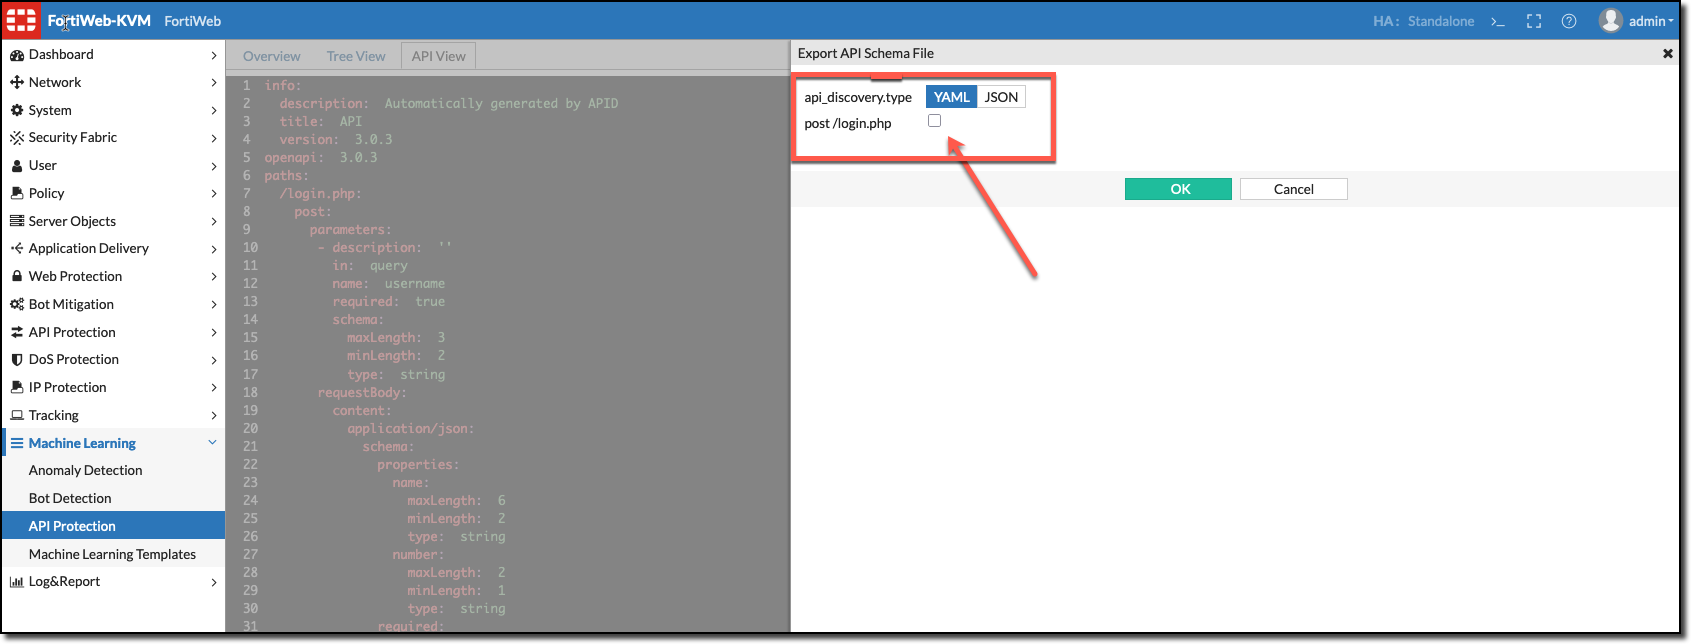 FortiWeb-KVM FortiWeb
HA: Standalone >_ ? admin
Dashboard
Network
System
Security Fabric
User
Policy
Server Objects
Application Delivery
Web Protection
Bot Mitigation
API Protection
DoS Protection
IP Protection
Tracking
Machine Learning
Anomaly Detection
Bot Detection
API Protection
Machine Learning Templates
Log&Report
Overview Tree View API View
1 info:
2 description: Automatically generated by APID
3 title: API
4 version: 3.0.3
5 openapi: 3.0.3
6 paths:
7 /login.php:
8 post:
9 parameters:
10 - description: ''
11 in: query
12 name: username
13 required: true
14 schema:
15 maxLength: 3
16 minLength: 2
17 type: string
18 requestBody:
19 content:
20 application/json:
21 schema:
22 properties:
23 name:
24 maxLength: 6
25 minLength: 2
26 type: string
27 number:
28 maxLength: 2
29 minLength: 1
30 type: string
31 required:
Export API Schema File
api_discovery.type YAML JSON
post /login.php
OK Cancel